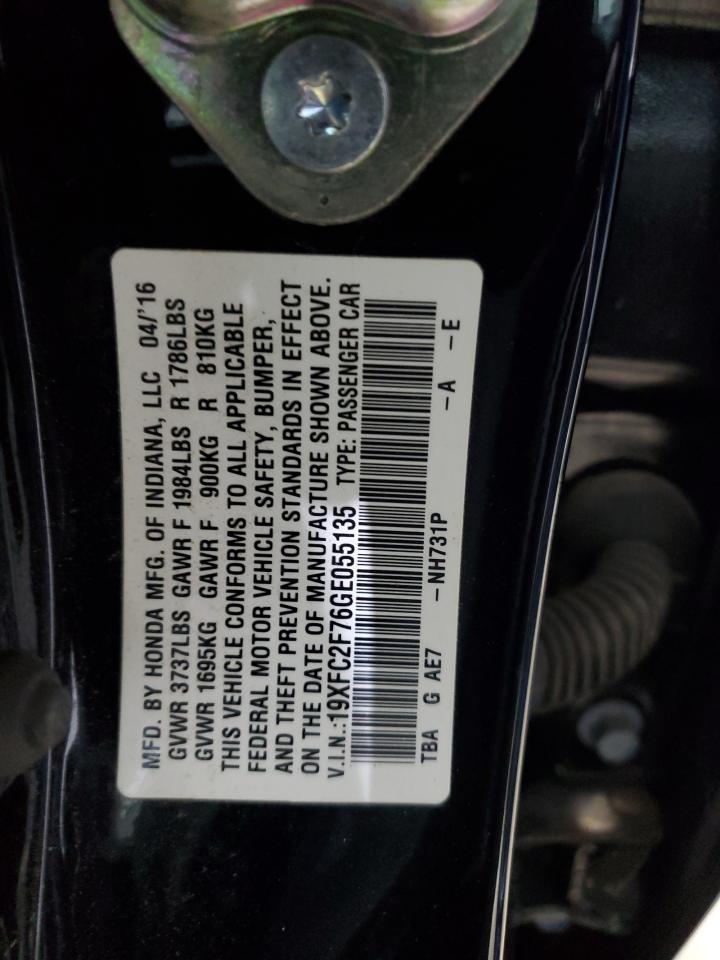 MFD. BY HONDA MFG. OF INDIANA, LLC 04/'16
GVWR 3737LBS GAWR F 1984LBS R 1786LBS
GVWR 1695KG GAWR F 900KG R 810KG
THIS VEHICLE CONFORMS TO ALL APPLICABLE
FEDERAL MOTOR VEHICLE SAFETY, BUMPER,
AND THEFT PREVENTION STANDARDS IN EFFECT
ON THE DATE OF MANUFACTURE SHOWN ABOVE.
V.I.N.:19XFC2F76GE055135 TYPE: PASSENGER CAR
TBA G AE7 -NH731P -A -E